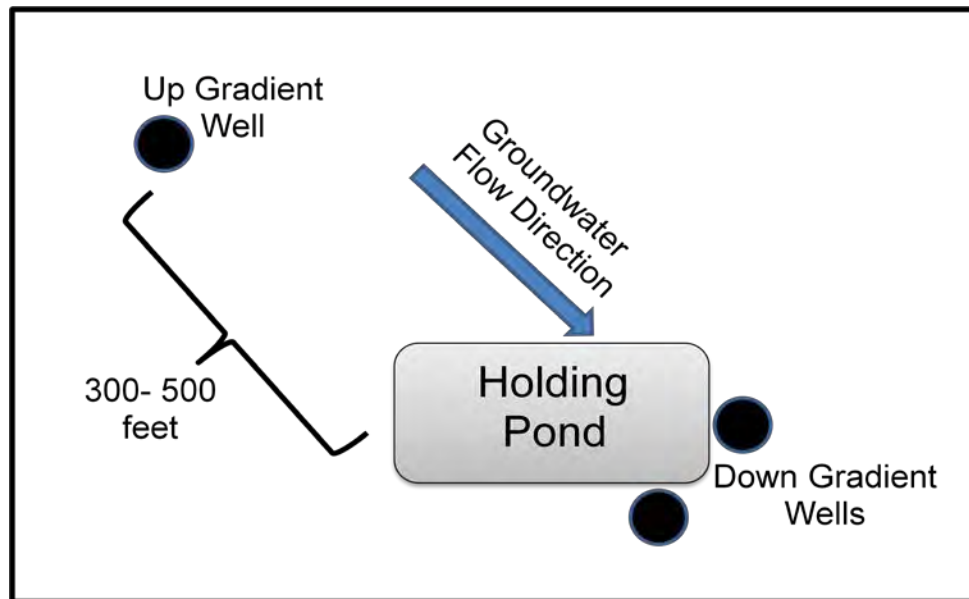 Up Gradient
Well
Groundwater
Flow Direction
300- 500
feet
Holding
Pond
Down Gradient
Wells